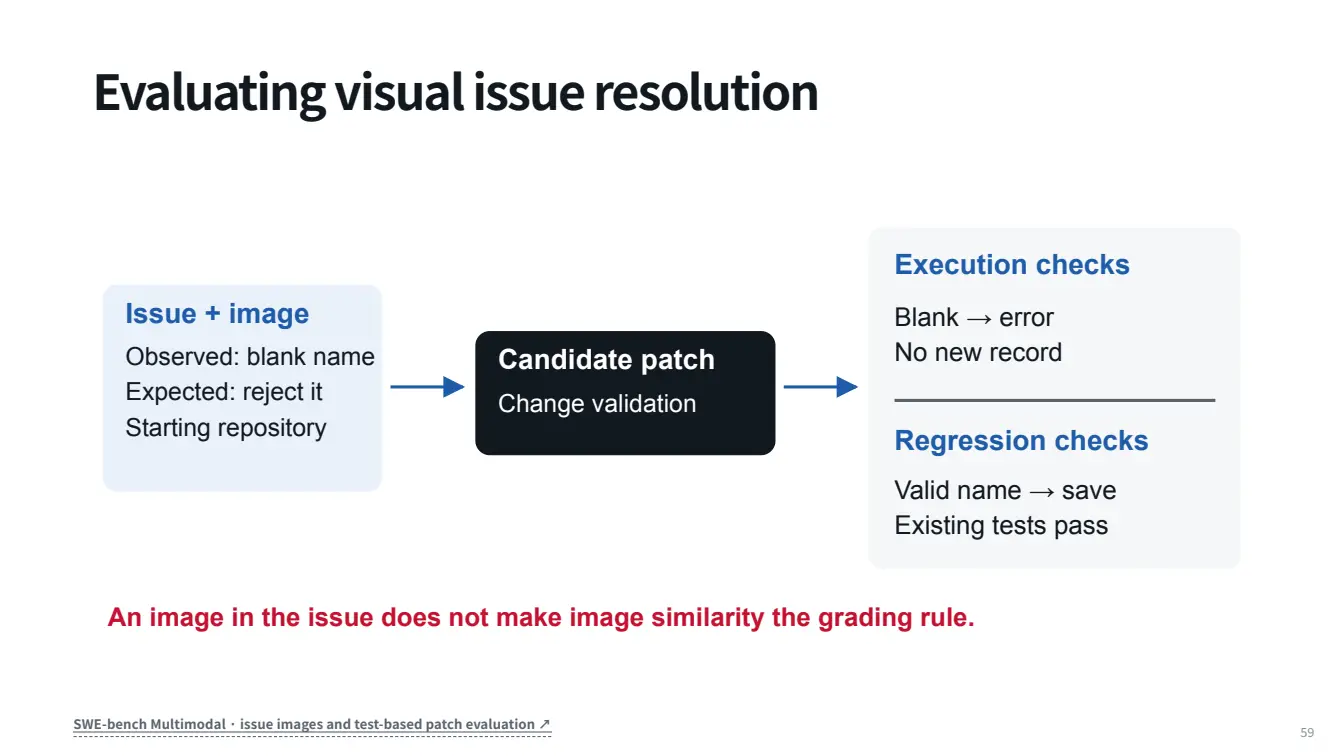 Evaluating visual issue resolution
Issue + image
Observed: blank name
Expected: reject it
Starting repository
Candidate patch
Change validation
Execution checks
Blank → error
No new record
Regression checks
Valid name → save
Existing tests pass
An image in the issue does not make image similarity the grading rule.
SWE-bench Multimodal · issue images and test-based patch evaluation ↗
59